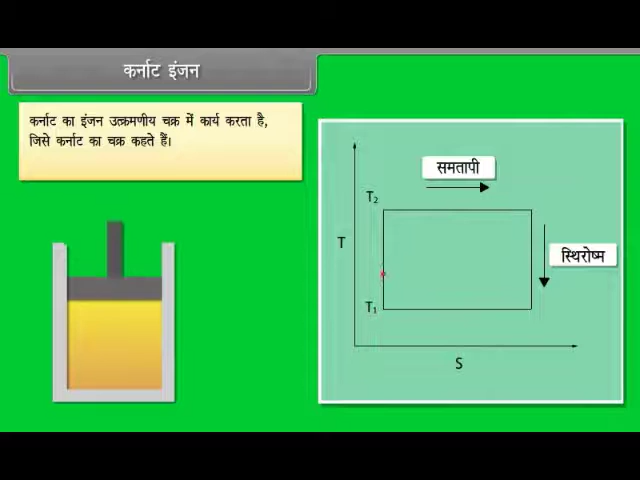 कर्नाट इंजन
कर्नाट का इंजन उत्क्रमणीय चक्र में कार्य करता है,
जिसे कर्नाट का चक्र कहते हैं।
समतापी
T₂
T
स्थिरोष्म
T₁
S